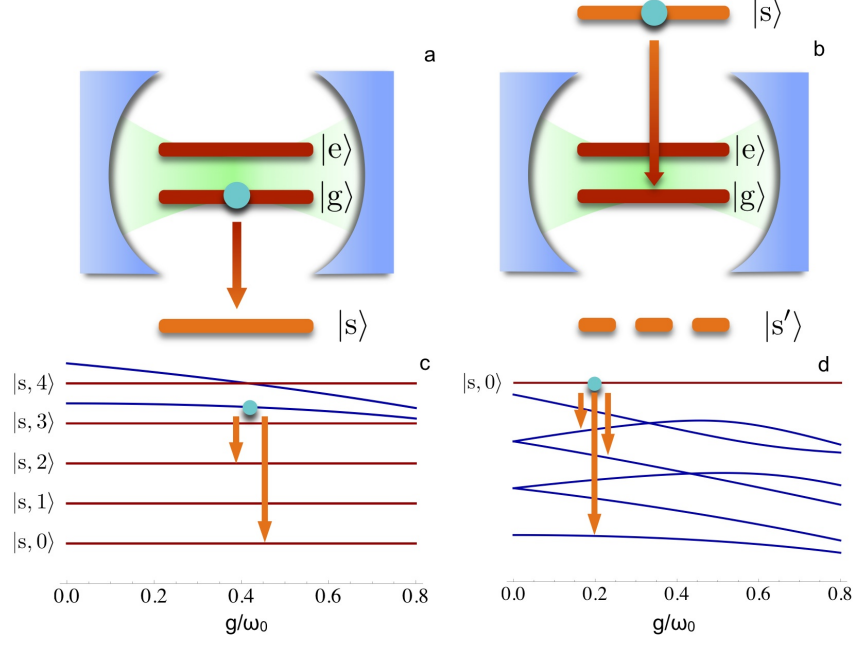 |s⟩
a
b
|e⟩
|e⟩
|g⟩
|g⟩
|s⟩
|s′⟩
c
d
|s, 4⟩
|s, 3⟩
|s, 2⟩
|s, 1⟩
|s, 0⟩
|s, 0⟩
0.0 0.2 0.4 0.6 0.8
g/ω₀
0.0 0.2 0.4 0.6 0.8
g/ω₀